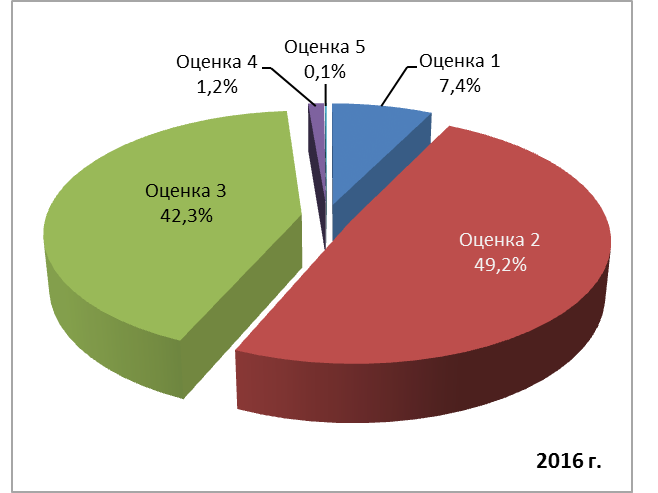 Оценка 5
0,1%
Оценка 4
1,2%
Оценка 1
7,4%
Оценка 3
42,3%
Оценка 2
49,2%
2016 г.